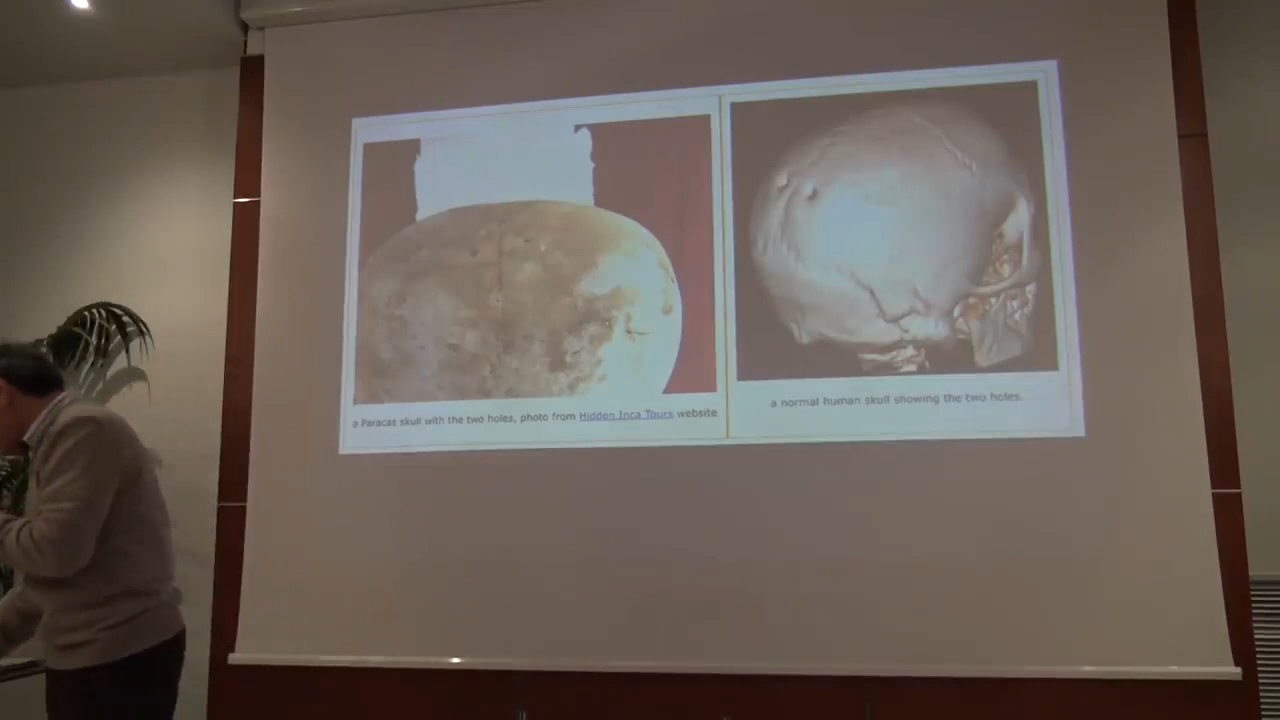 a Paracas skull with the two holes, photo from Hidden Inca Tours website
a normal human skull showing the two holes.